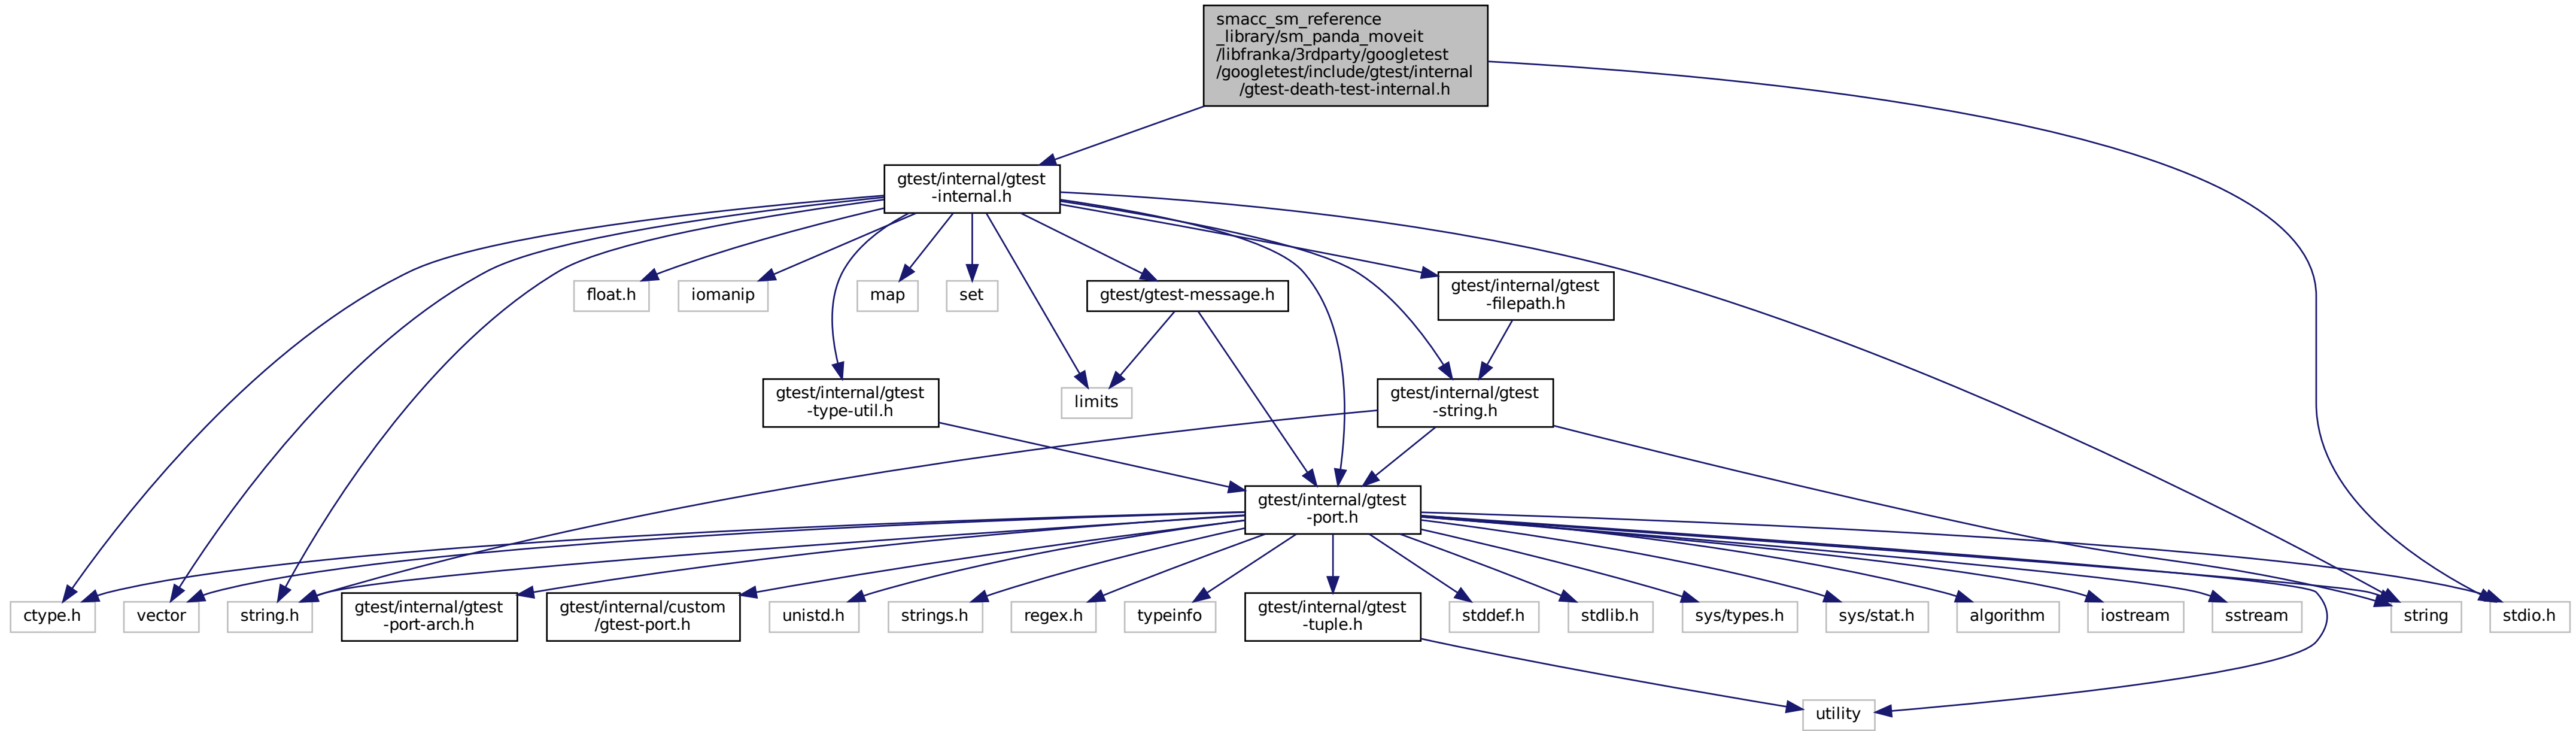 smacc_sm_reference
_library/sm_panda_moveit
/libfranka/3rdparty/googletest
/googletest/include/gtest/internal
/gtest-death-test-internal.h
gtest/internal/gtest
-internal.h
float.h
iomanip
map
set
gtest/gtest-message.h
gtest/internal/gtest
-filepath.h
gtest/internal/gtest
-type-util.h
limits
gtest/internal/gtest
-string.h
gtest/internal/gtest
-port.h
ctype.h
vector
string.h
gtest/internal/gtest
-port-arch.h
gtest/internal/custom
/gtest-port.h
unistd.h
strings.h
regex.h
typeinfo
gtest/internal/gtest
-tuple.h
stddef.h
stdlib.h
sys/types.h
sys/stat.h
algorithm
iostream
sstream
string
stdio.h
utility